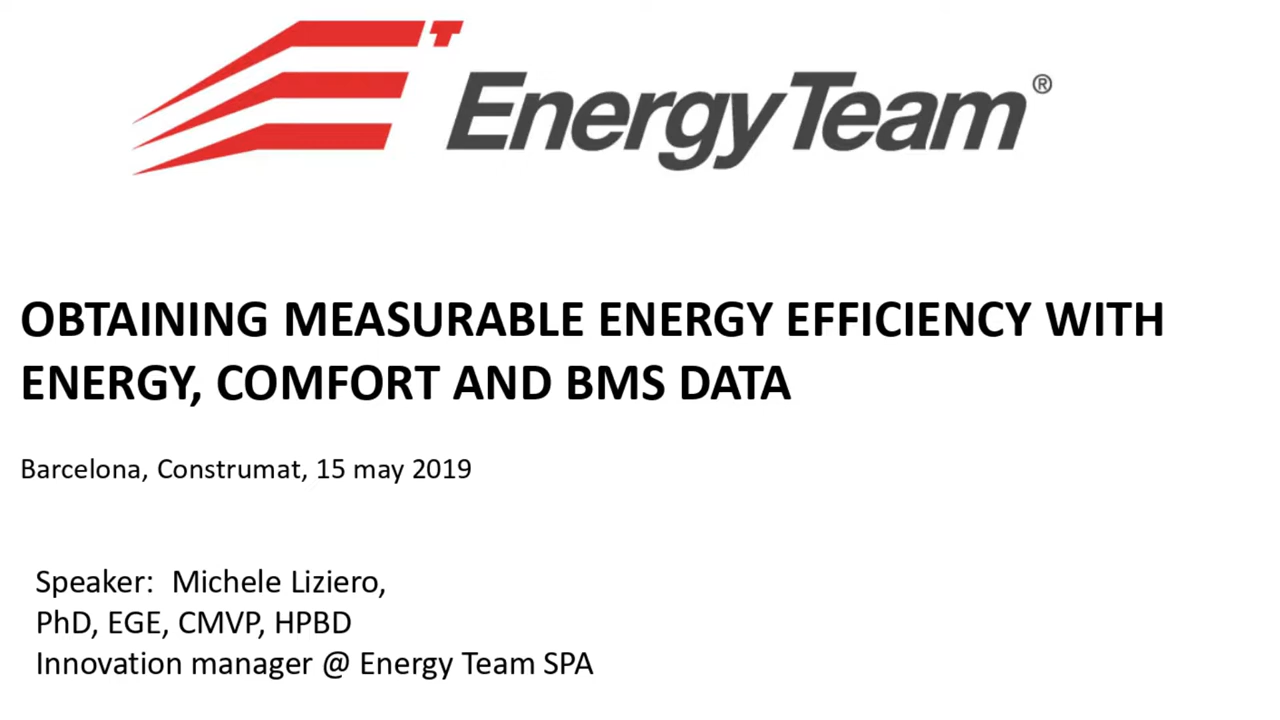 EnergyTeam®
OBTAINING MEASURABLE ENERGY EFFICIENCY WITH
ENERGY, COMFORT AND BMS DATA
Barcelona, Construmat, 15 may 2019
Speaker: Michele Liziero,
PhD, EGE, CMVP, HPBD
Innovation manager @ Energy Team SPA